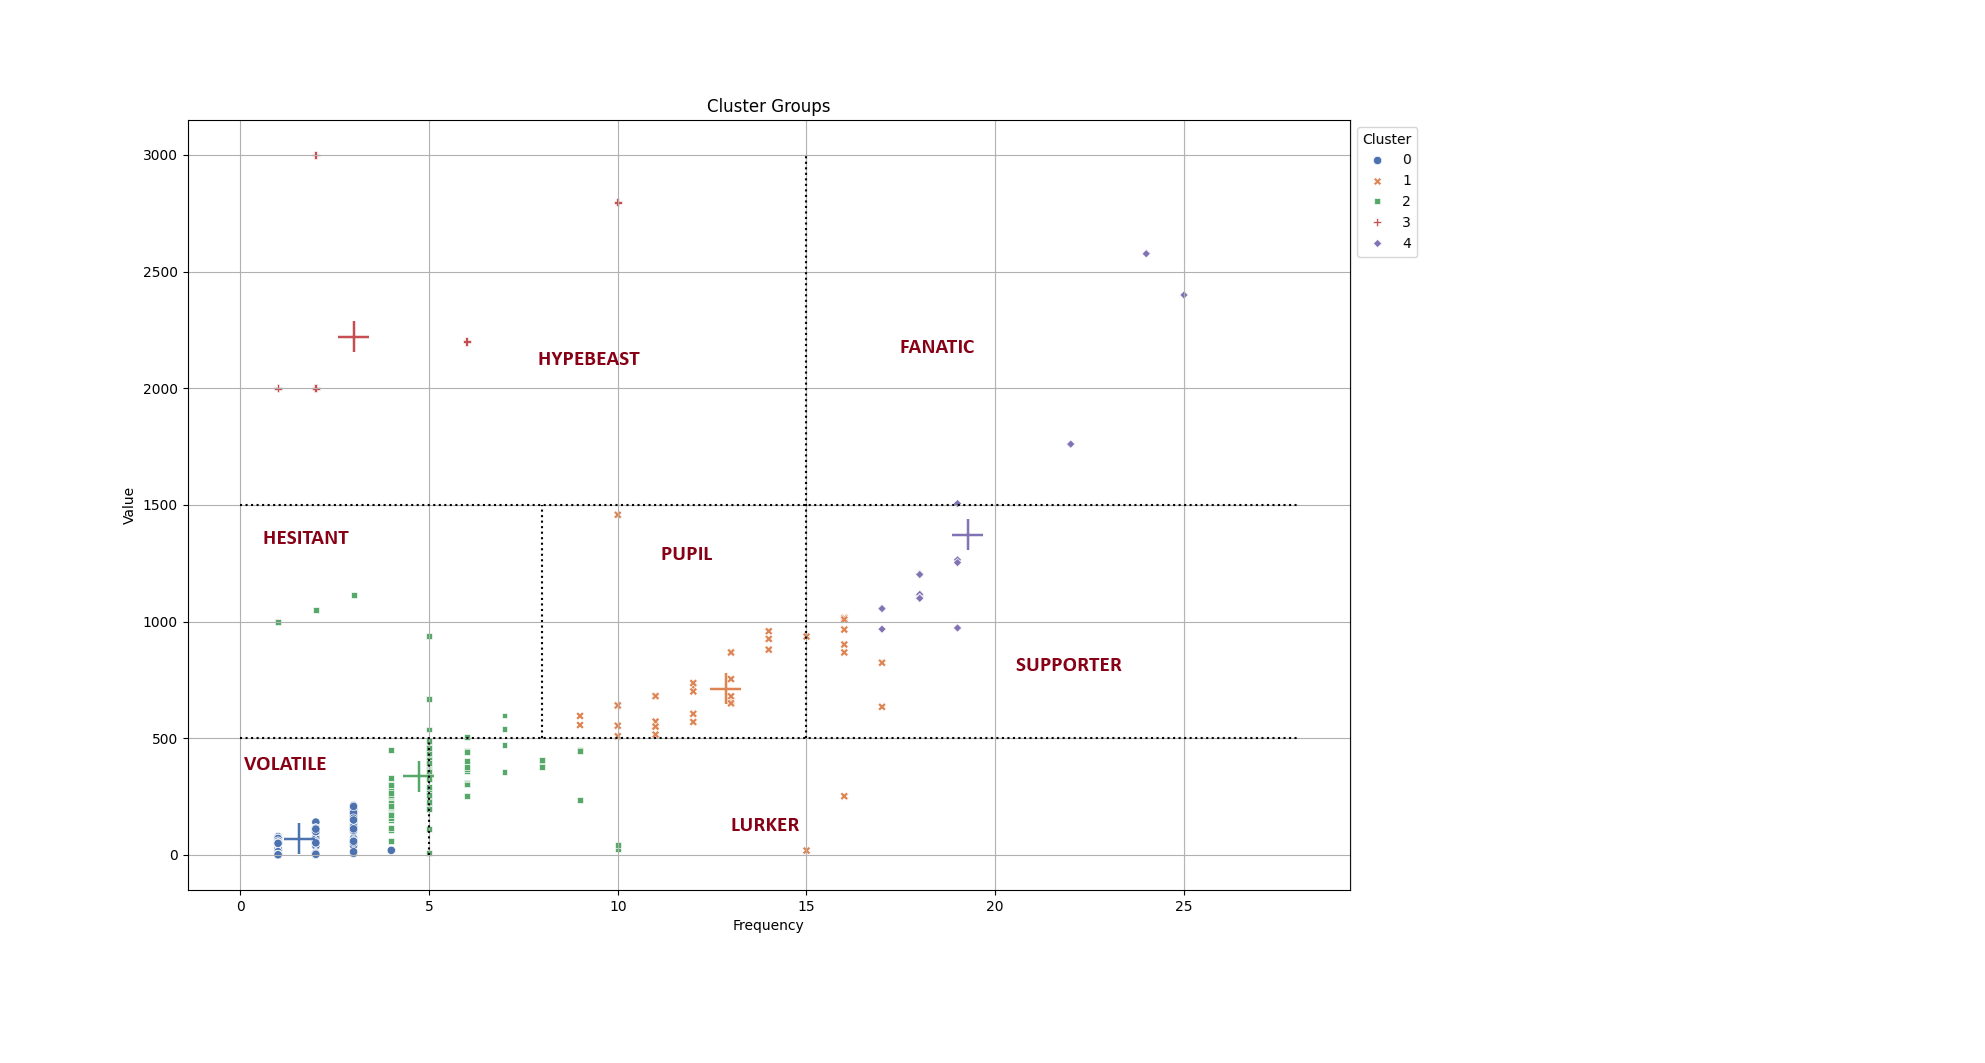 Cluster Groups
Cluster
0
1
2
3
4
3000
2500
2000
1500
1000
500
0
Value
HYPEBEAST
FANATIC
HESITANT
PUPIL
SUPPORTER
VOLATILE
LURKER
0 5 10 15 20 25
Frequency